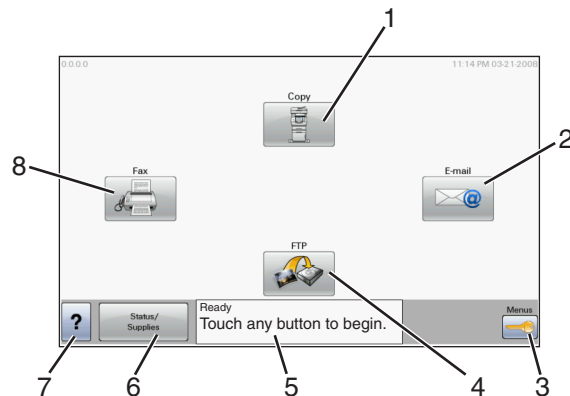 1
0.0.0.0
11:14 PM 03-21-2008
Copy
2
8
Fax
E-mail
@
FTP
Ready
Touch any button to begin.
?
Status/
Supplies
Menus
7
6
5
4
3